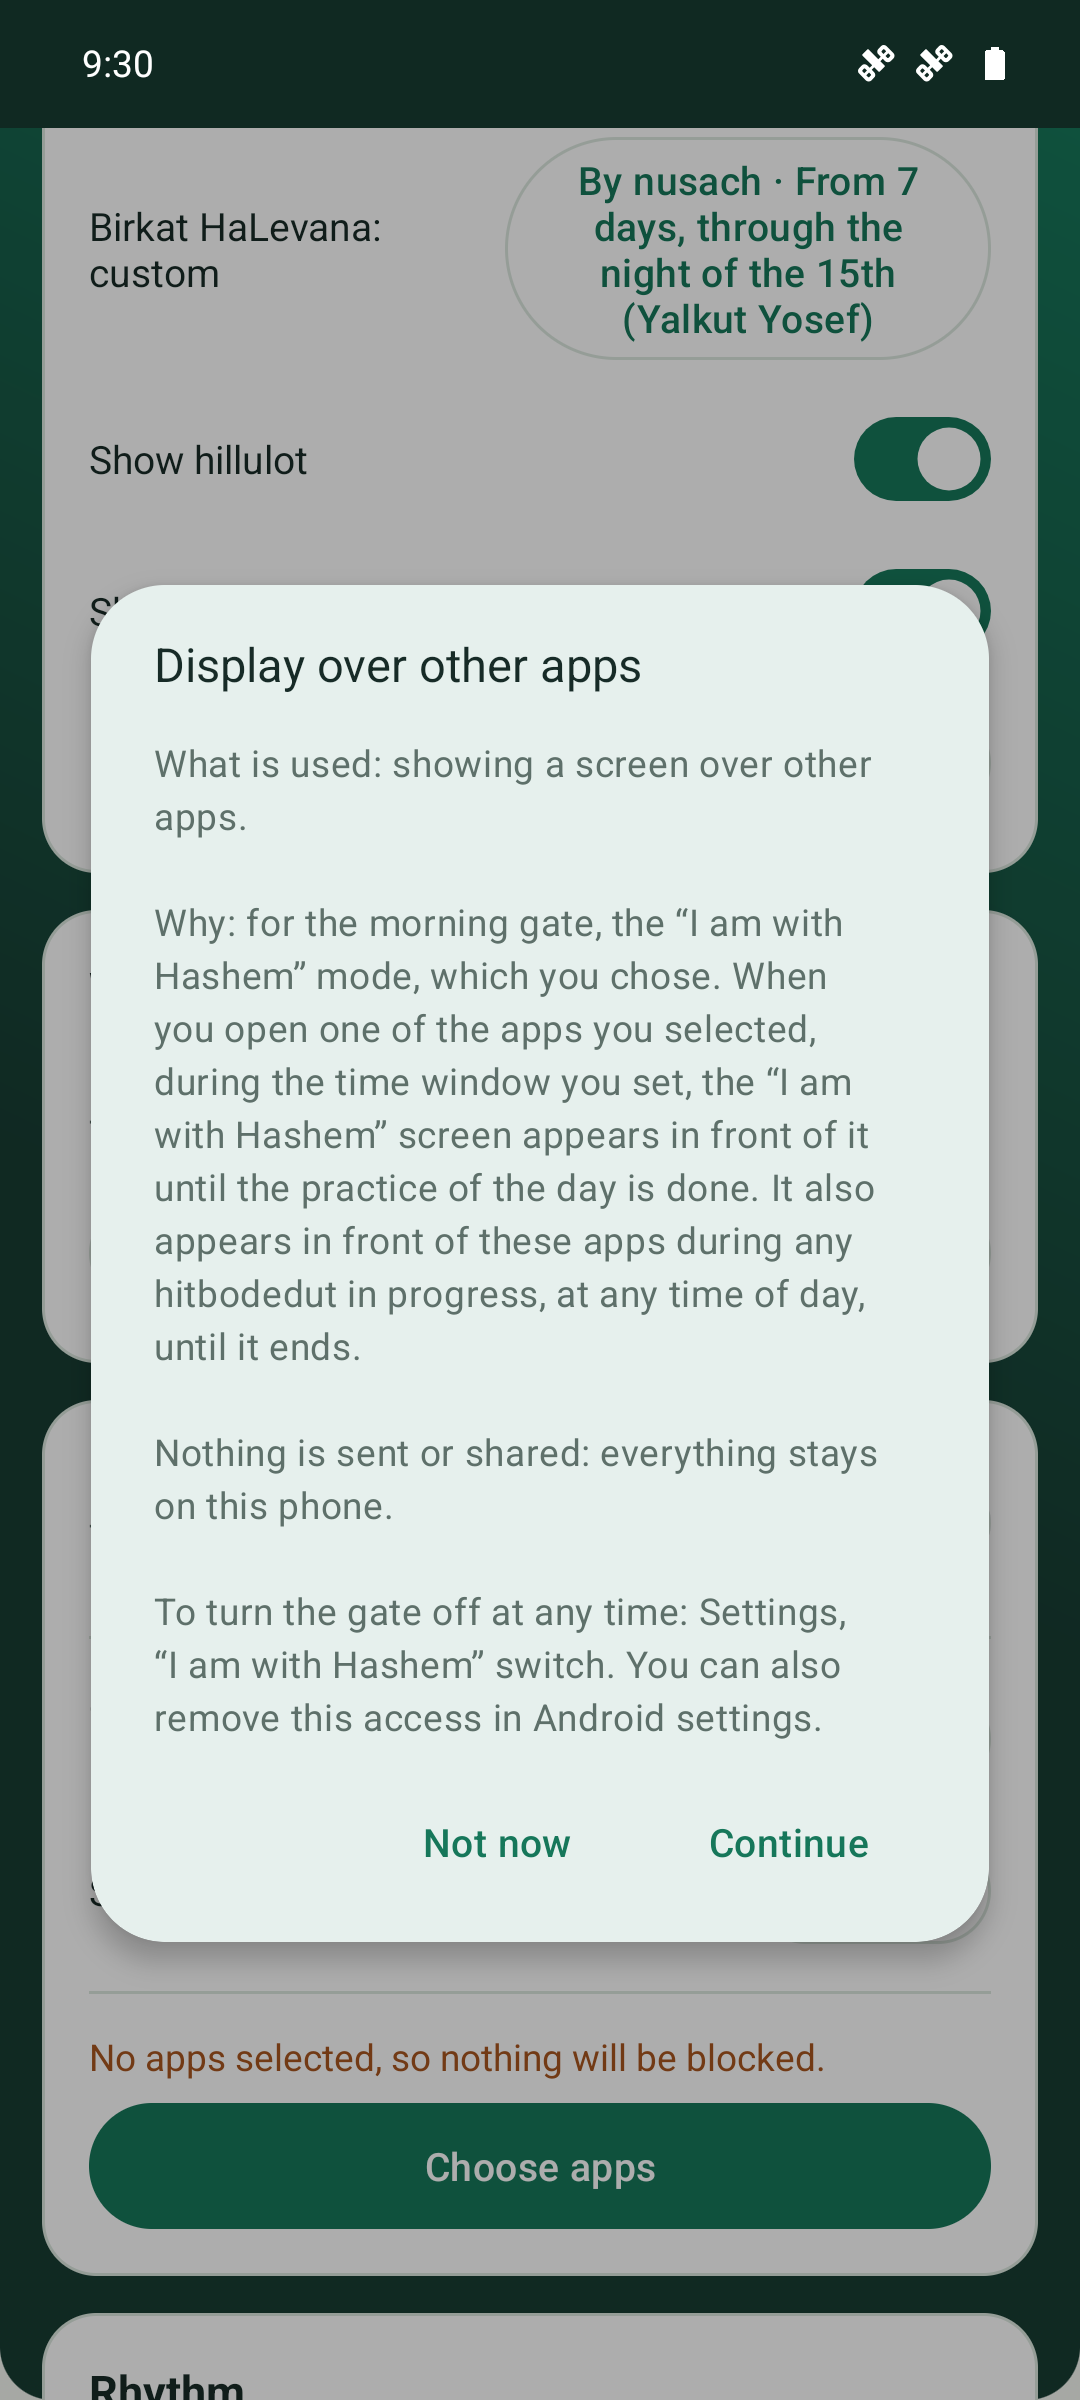 9:30
Birkat HaLevana:
custom
By nusach · From 7
days, through the
night of the 15th
(Yalkut Yosef)
Show hillulot
Display over other apps
What is used: showing a screen over other
apps.
Why: for the morning gate, the “I am with
Hashem” mode, which you chose. When
you open one of the apps you selected,
during the time window you set, the “I am
with Hashem” screen appears in front of it
until the practice of the day is done. It also
appears in front of these apps during any
hitbodedut in progress, at any time of day,
until it ends.
Nothing is sent or shared: everything stays
on this phone.
To turn the gate off at any time: Settings,
“I am with Hashem” switch. You can also
remove this access in Android settings.
Not now
Continue
No apps selected, so nothing will be blocked.
Choose apps
Rhythm